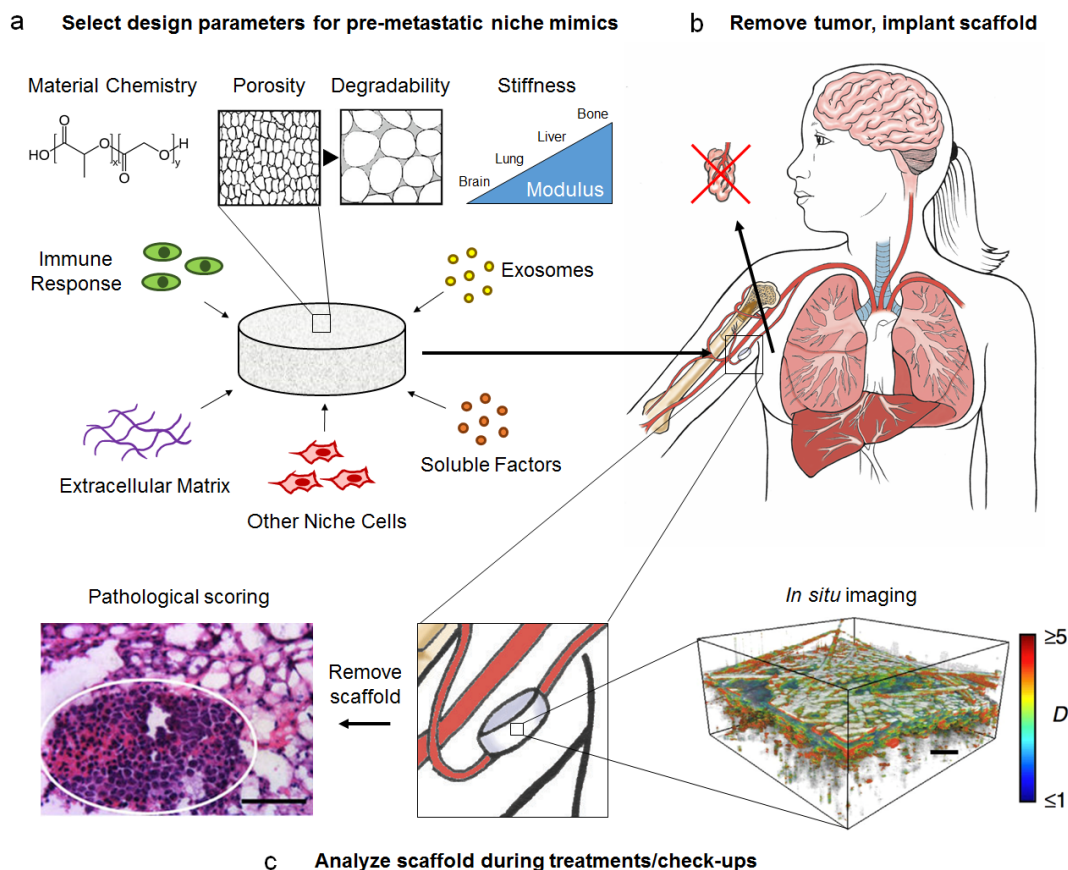 a Select design parameters for pre-metastatic niche mimics
b Remove tumor, implant scaffold
Material Chemistry
Porosity
Degradability
Stiffness
O
HO
O
x
O
O
y
H
Brain
Lung
Liver
Bone
Modulus
Immune
Response
Exosomes
Extracellular Matrix
Other Niche Cells
Soluble Factors
Pathological scoring
Remove
scaffold
In situ imaging
≥5
D
≤1
c Analyze scaffold during treatments/check-ups